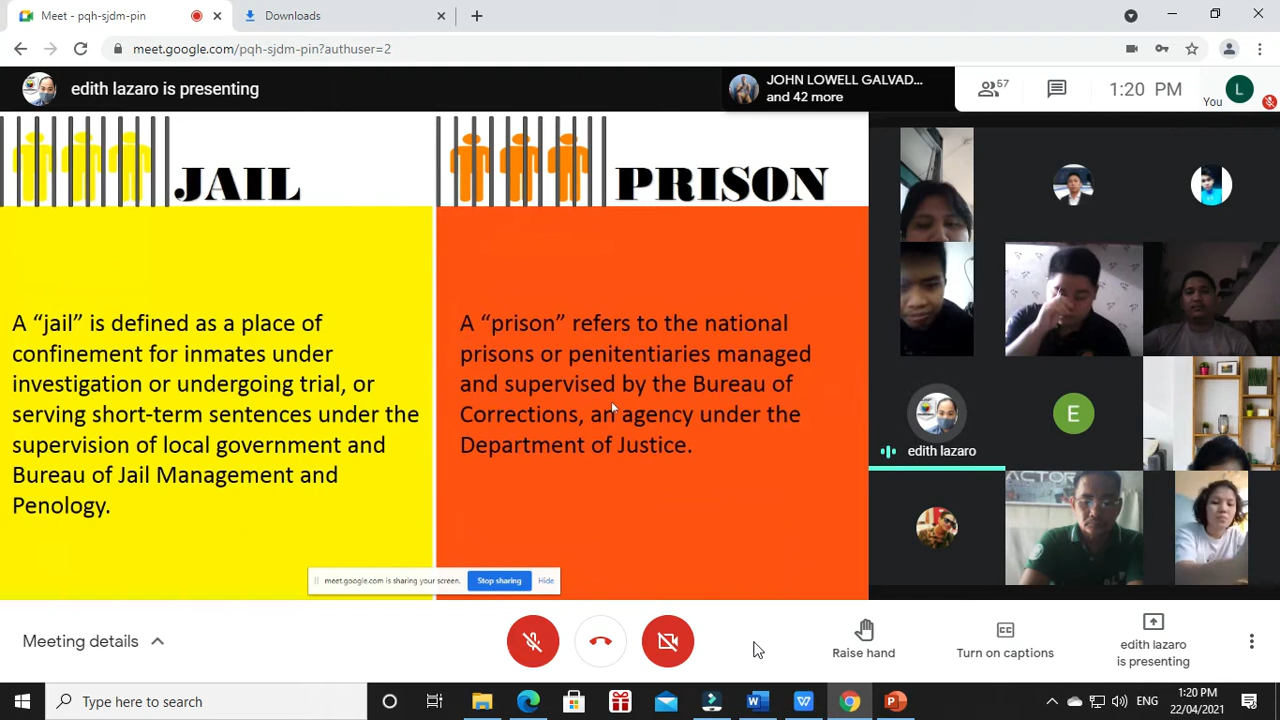 Meet - pqh-sjdm-pin
Downloads
meet.google.com/pqh-sjdm-pin?authuser=2
edith lazaro is presenting
JOHN LOWELL GALVAD...
and 42 more
57
1:20 PM
You
L
JAIL
PRISON
A “jail” is defined as a place of
confinement for inmates under
investigation or undergoing trial, or
serving short-term sentences under the
supervision of local government and
Bureau of Jail Management and
Penology.
A “prison” refers to the national
prisons or penitentiaries managed
and supervised by the Bureau of
Corrections, an agency under the
Department of Justice.
E
edith lazaro
ACTOR
meet.google.com is sharing your screen.
Stop sharing
Hide
Meeting details
Raise hand
Turn on captions
edith lazaro
is presenting
Type here to search
ENG
1:20 PM
22/04/2021